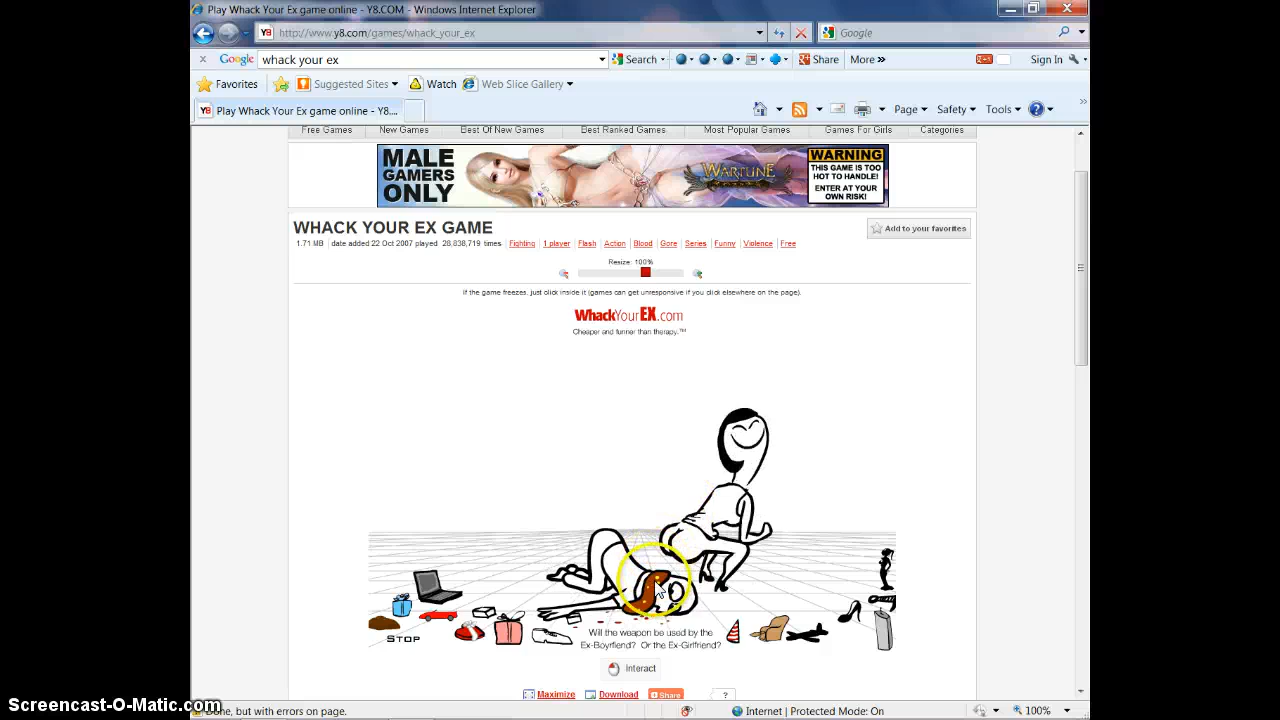 Play Whack Your Ex game online - Y8.COM - Windows Internet Explorer
Y8 http://www.y8.com/games/whack_your_ex
Google
Google whack your ex Search Share More » Sign In
Favorites Suggested Sites Watch Web Slice Gallery
Y8 Play Whack Your Ex game online - Y8.... Page Safety Tools
Free Games New Games Best Of New Games Best Ranked Games Most Popular Games Games For Girls Categories
MALE
GAMERS
ONLY
WARTUNE
WARNING
THIS GAME IS TOO
HOT TO HANDLE!
ENTER AT YOUR
OWN RISK!
WHACK YOUR EX GAME
Add to your favorites
1.71 MB date added 22 Oct 2007 played 28,838,719 times Fighting 1 player Flash Action Blood Gore Series Funny Violence Free
Resize: 100%
If the game freezes, just click inside it (games can get unresponsive if you click elsewhere on the page).
WhackYourEX.com
Cheaper and funner than therapy.™
STOP
Will the weapon be used by the
Ex-Boyfriend? Or the Ex-Girlfriend?
Interact
Maximize Download Share ?
Done, but with errors on page. Internet | Protected Mode: On 100%
Screencast-O-Matic.com